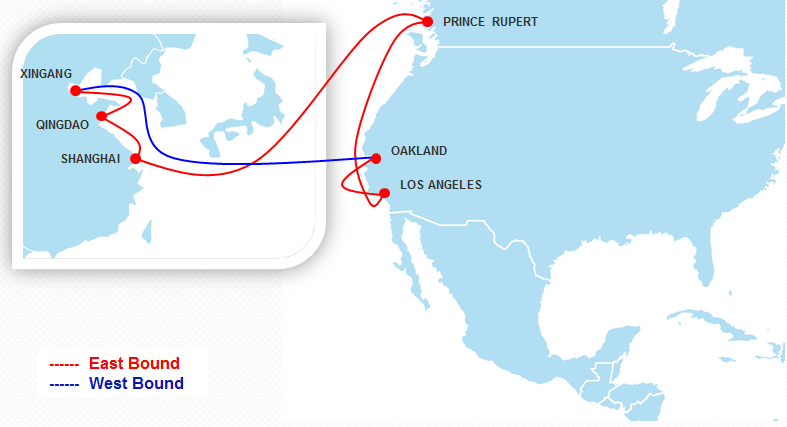 PRINCE RUPERT
XINGANG
QINGDAO
SHANGHAI
OAKLAND
LOS ANGELES
------ East Bound
------ West Bound